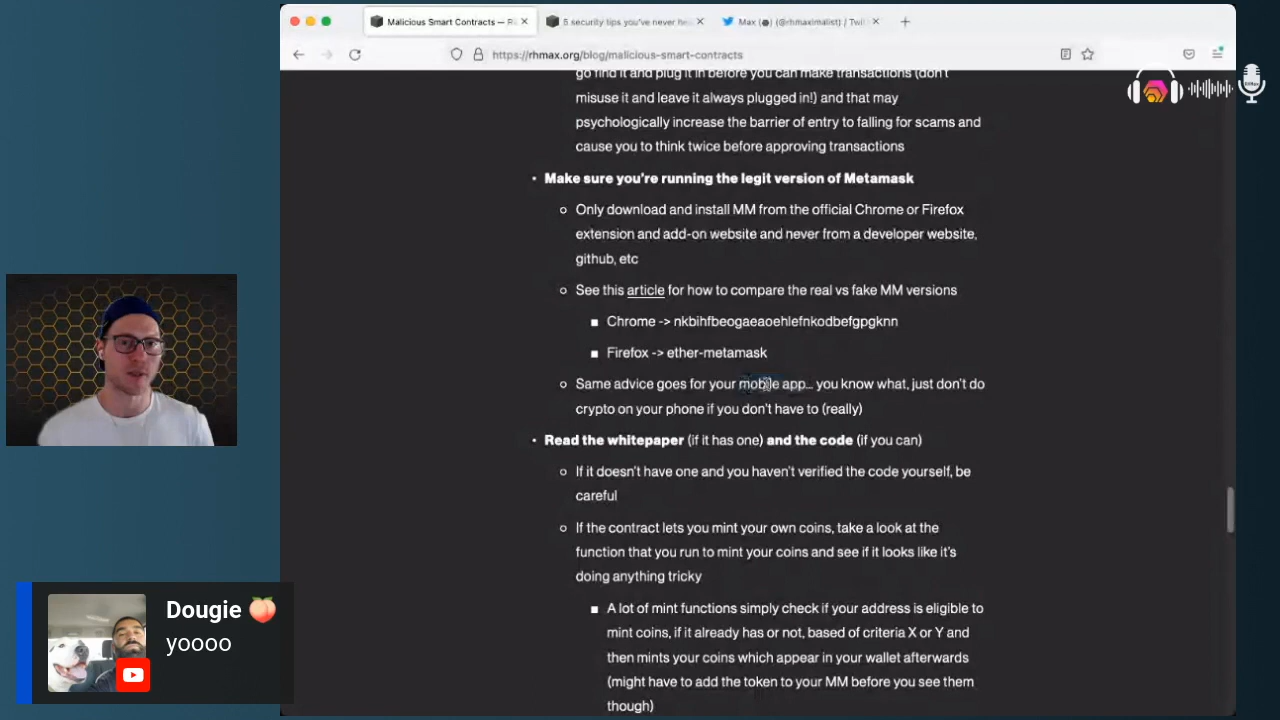 Malicious Smart Contracts — R
5 security tips you've never he
Max (●) (@rhmaximalist) / Twit
https://rhmax.org/blog/malicious-smart-contracts
go find it and plug it in before you can make transactions (don't
misuse it and leave it always plugged in!) and that may
psychologically increase the barrier of entry to falling for scams and
cause you to think twice before approving transactions
Make sure you're running the legit version of Metamask
Only download and install MM from the official Chrome or Firefox
extension and add-on website and never from a developer website,
github, etc
See this article for how to compare the real vs fake MM versions
Chrome -> nkbihfbeogaeaoehlefnkodbefgpgknn
Firefox -> ether-metamask
Same advice goes for your mobile app... you know what, just don't do
crypto on your phone if you don't have to (really)
Read the whitepaper (if it has one) and the code (if you can)
If it doesn't have one and you haven't verified the code yourself, be
careful
If the contract lets you mint your own coins, take a look at the
function that you run to mint your coins and see if it looks like it's
doing anything tricky
A lot of mint functions simply check if your address is eligible to
mint coins, if it already has or not, based of criteria X or Y and
then mints your coins which appear in your wallet afterwards
(might have to add the token to your MM before you see them
though)
Dougie 🍑
yoooo